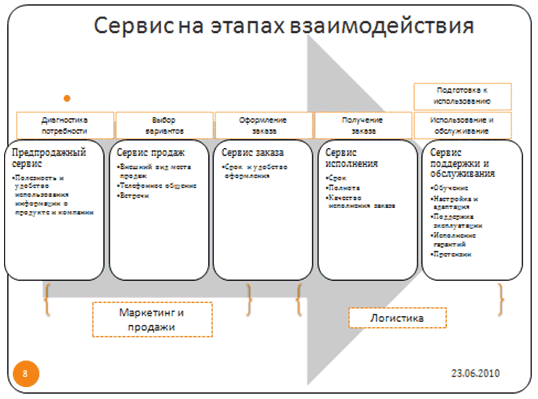 Сервис на этапах взаимодействия
Подготовка к
использованию
Диагностика
потребности
Выбор
вариантов
Оформление
заказа
Получение
заказа
Использование и
обслуживание
Предпродажный
сервис
•Полезность и
удобство
использования
информации о
продукте и компании
Сервис продаж
•Внешний вид места
продаж
•Телефонное общение
•Встречи
Сервис заказа
•Срок и удобство
оформления
Сервис
исполнения
•Срок
•Полнота
•Качество
исполнения заказа
Сервис
поддержки и
обслуживания
•Обучение
•Настройка и
адаптация
•Поддержка
эксплуатации
•Исполнение
гарантий
•Претензии
Маркетинг и
продажи
Логистика
8
23.06.2010